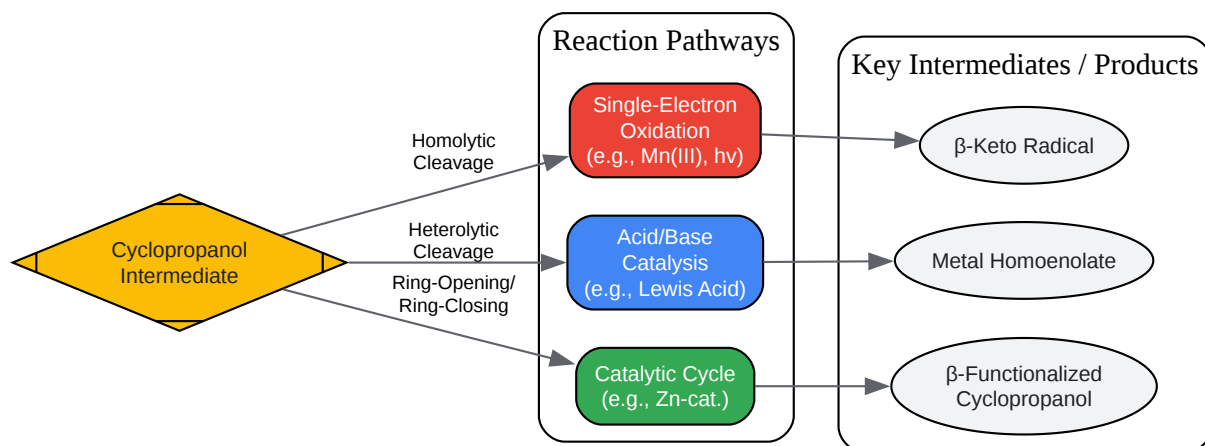 Reaction Pathways
Key Intermediates / Products
Single-Electron
Oxidation
(e.g., Mn(III), hv)
β-Keto Radical
Homolytic
Cleavage
Cyclopropanol
Intermediate
Heterolytic
Cleavage
Acid/Base
Catalysis
(e.g., Lewis Acid)
Metal Homoenolate
Ring-Opening/
Ring-Closing
Catalytic Cycle
(e.g., Zn-cat.)
β-Functionalized
Cyclopropanol